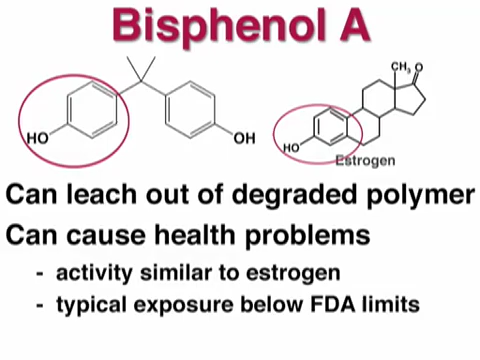 Bisphenol A
CH3 O
HO
OH
HO
Estrogen
Can leach out of degraded polymer
Can cause health problems
- activity similar to estrogen
- typical exposure below FDA limits